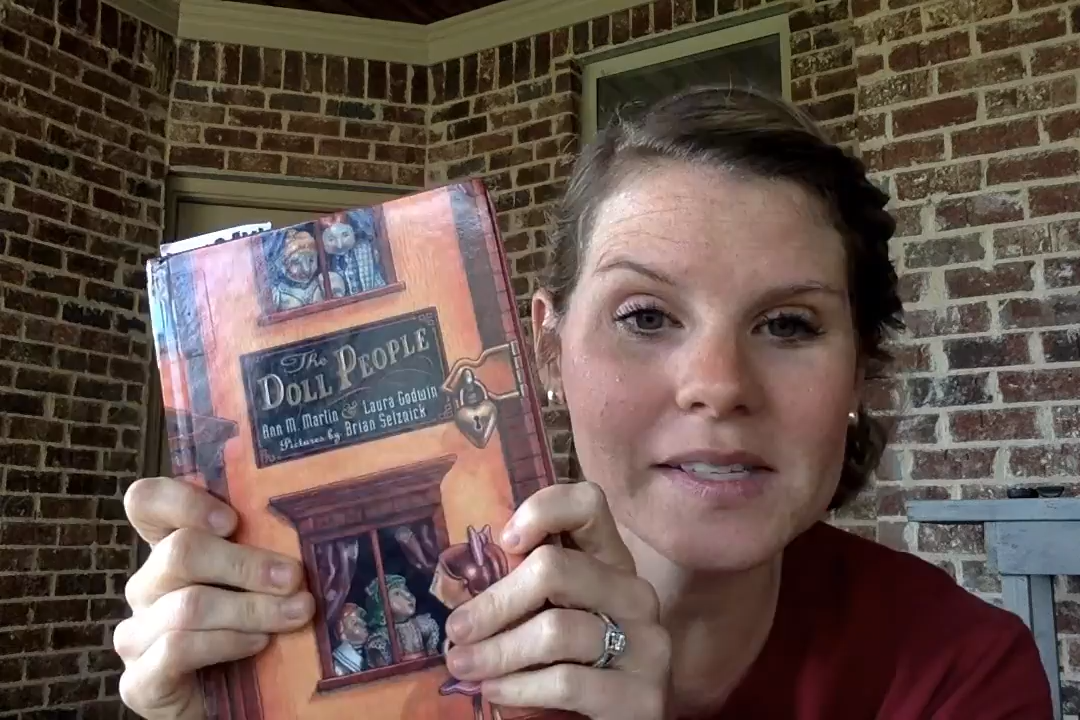 The
DOLL PEOPLE
Ann M. Martin & Laura Godwin
Pictures by Brian Selznick